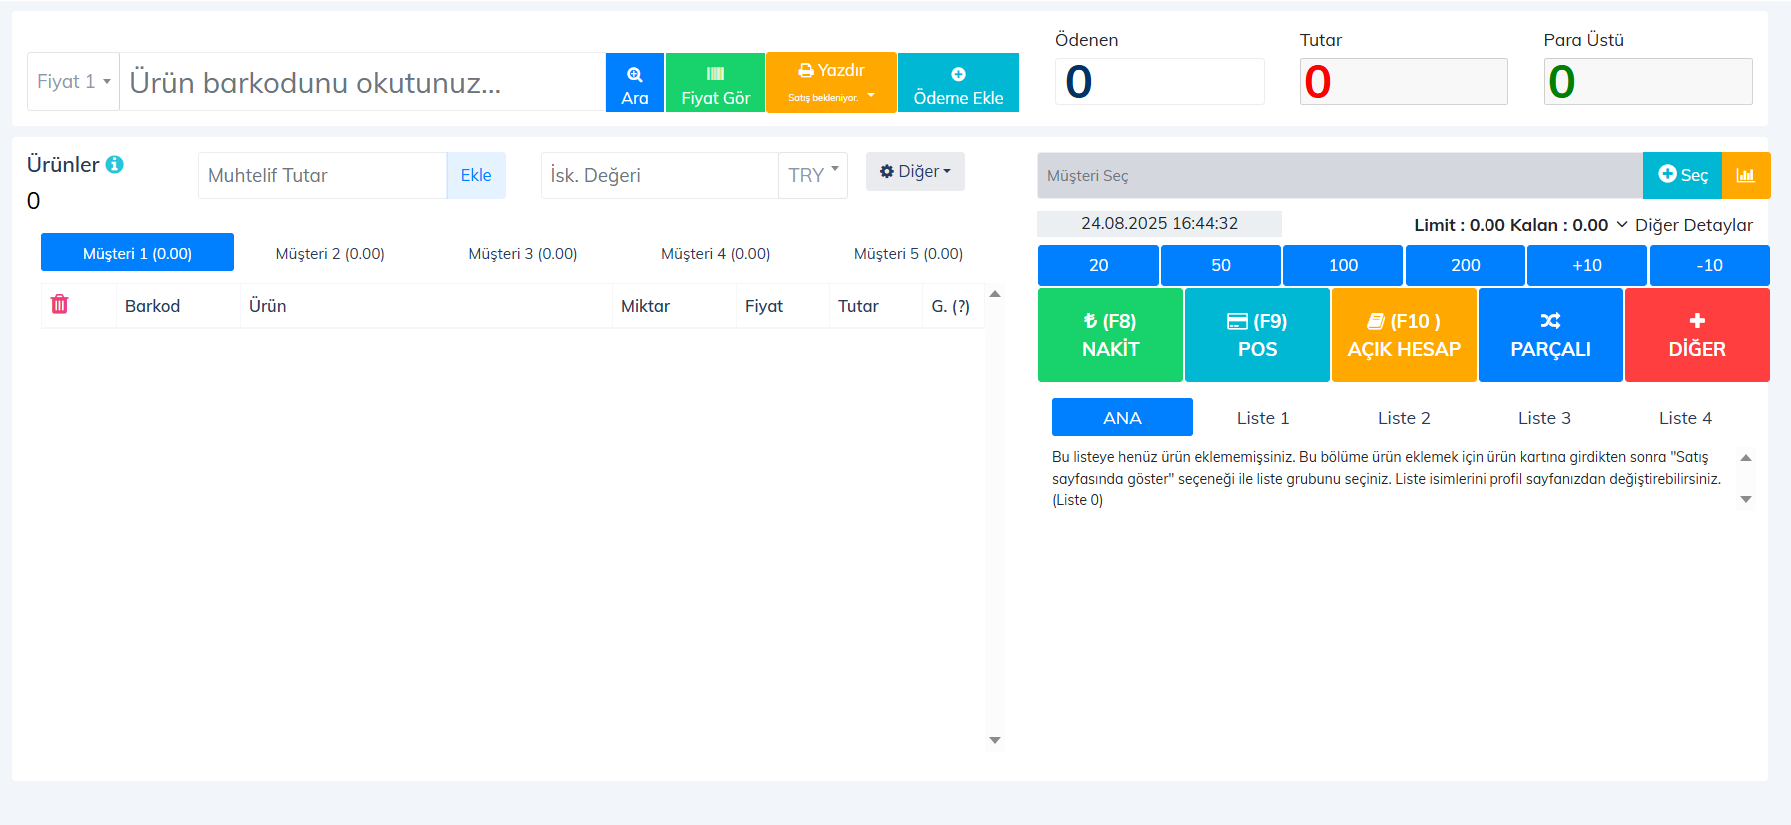 Ödenen
Tutar
Para Üstü
Fiyat 1
Ürün barkodunu okutunuz...
Ara
Fiyat Gör
Yazdır
Satış bekleniyor.
Ödeme Ekle
0
0
0
Ürünler
0
Muhtelif Tutar
Ekle
İsk. Değeri
TRY
Diğer
Müşteri 1 (0.00)
Müşteri 2 (0.00)
Müşteri 3 (0.00)
Müşteri 4 (0.00)
Müşteri 5 (0.00)
Barkod
Ürün
Miktar
Fiyat
Tutar
G. (?)
Müşteri Seç
Seç
24.08.2025 16:44:32
Limit : 0.00 Kalan : 0.00 Diğer Detaylar
20
50
100
200
+10
-10
₺ (F8)
NAKİT
(F9)
POS
(F10 )
AÇIK HESAP
PARÇALI
DİĞER
ANA
Liste 1
Liste 2
Liste 3
Liste 4
Bu listeye henüz ürün eklememişsiniz. Bu bölüme ürün eklemek için ürün kartına girdikten sonra "Satış
sayfasında göster" seçeneği ile liste grubunu seçiniz. Liste isimlerini profil sayfanızdan değiştirebilirsiniz.
(Liste 0)